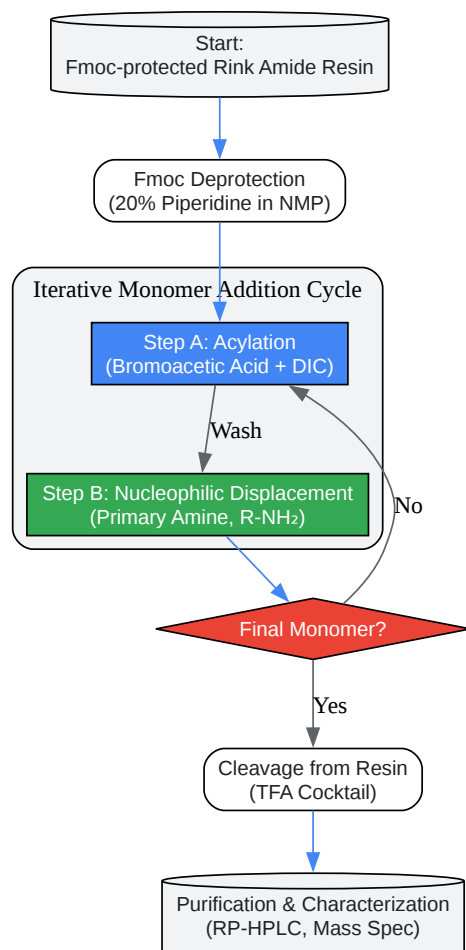 Start:
Fmoc-protected Rink Amide Resin
Fmoc Deprotection
(20% Piperidine in NMP)
Iterative Monomer Addition Cycle
Step A: Acylation
(Bromoacetic Acid + DIC)
Wash
Step B: Nucleophilic Displacement
(Primary Amine, R-NH₂)
No
Final Monomer?
Yes
Cleavage from Resin
(TFA Cocktail)
Purification & Characterization
(RP-HPLC, Mass Spec)